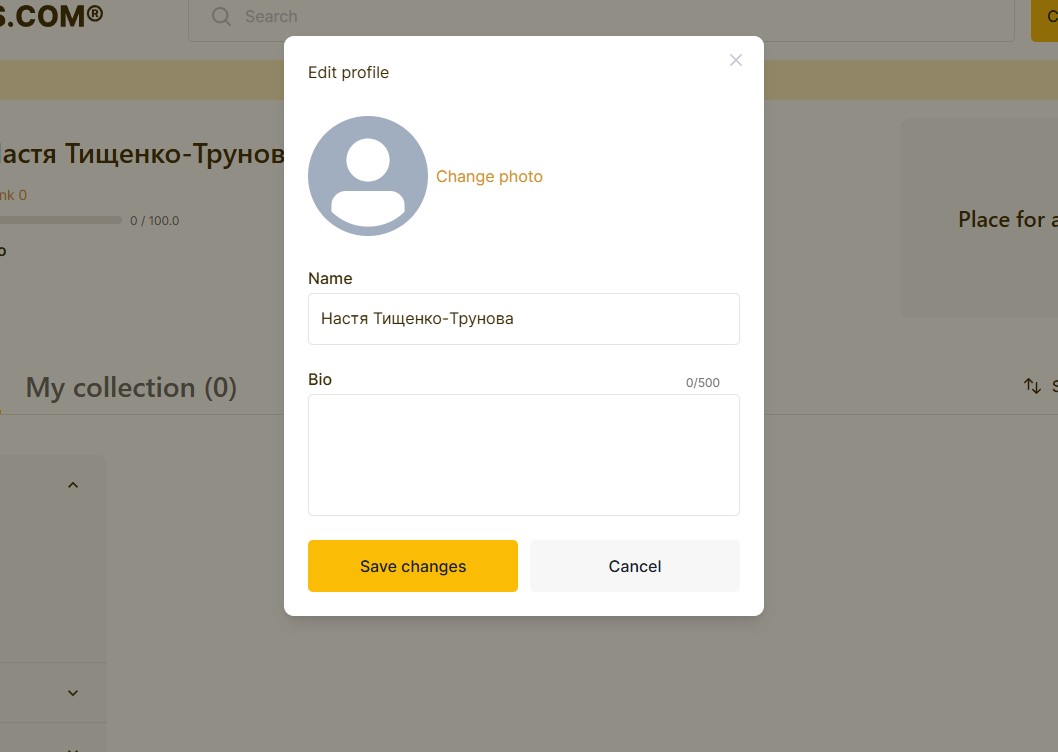 S.COM®
Search
Edit profile
Change photo
астя Тищенко-Трунов
nk 0
0 / 100.0
Place for a
Name
Настя Тищенко-Трунова
Bio
0/500
My collection (0)
Save changes
Cancel